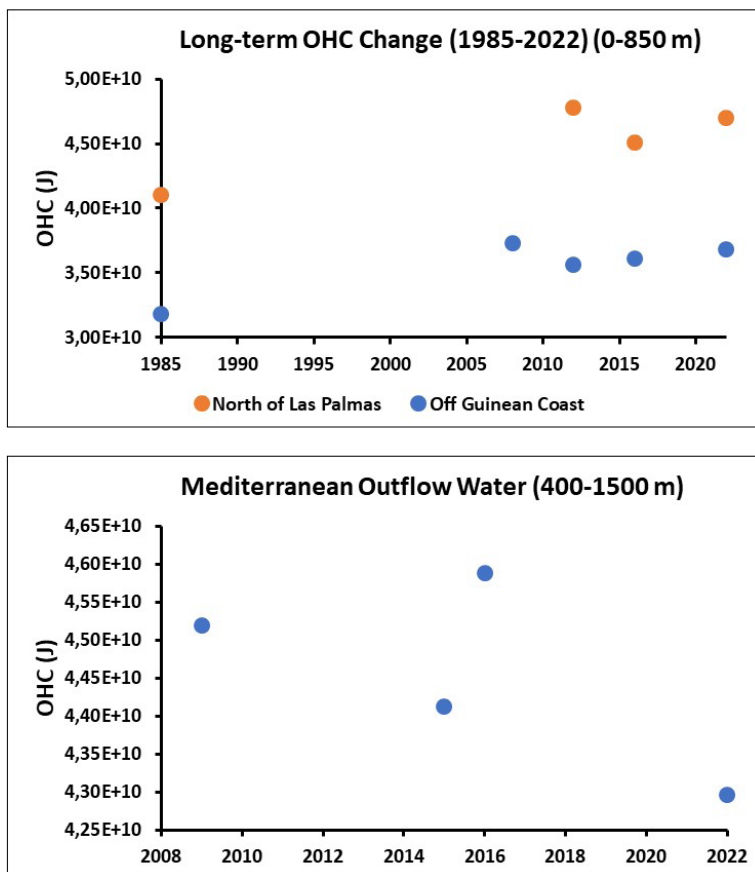 Long-term OHC Change (1985-2022) (0-850 m)
5,00E+10
4,50E+10
4,00E+10
3,50E+10
3,00E+10
OHC (J)
1985 1990 1995 2000 2005 2010 2015 2020
North of Las Palmas Off Guinean Coast
Mediterranean Outflow Water (400-1500 m)
4,65E+10
4,60E+10
4,55E+10
4,50E+10
4,45E+10
4,40E+10
4,35E+10
4,30E+10
4,25E+10
OHC (J)
2008 2010 2012 2014 2016 2018 2020 2022